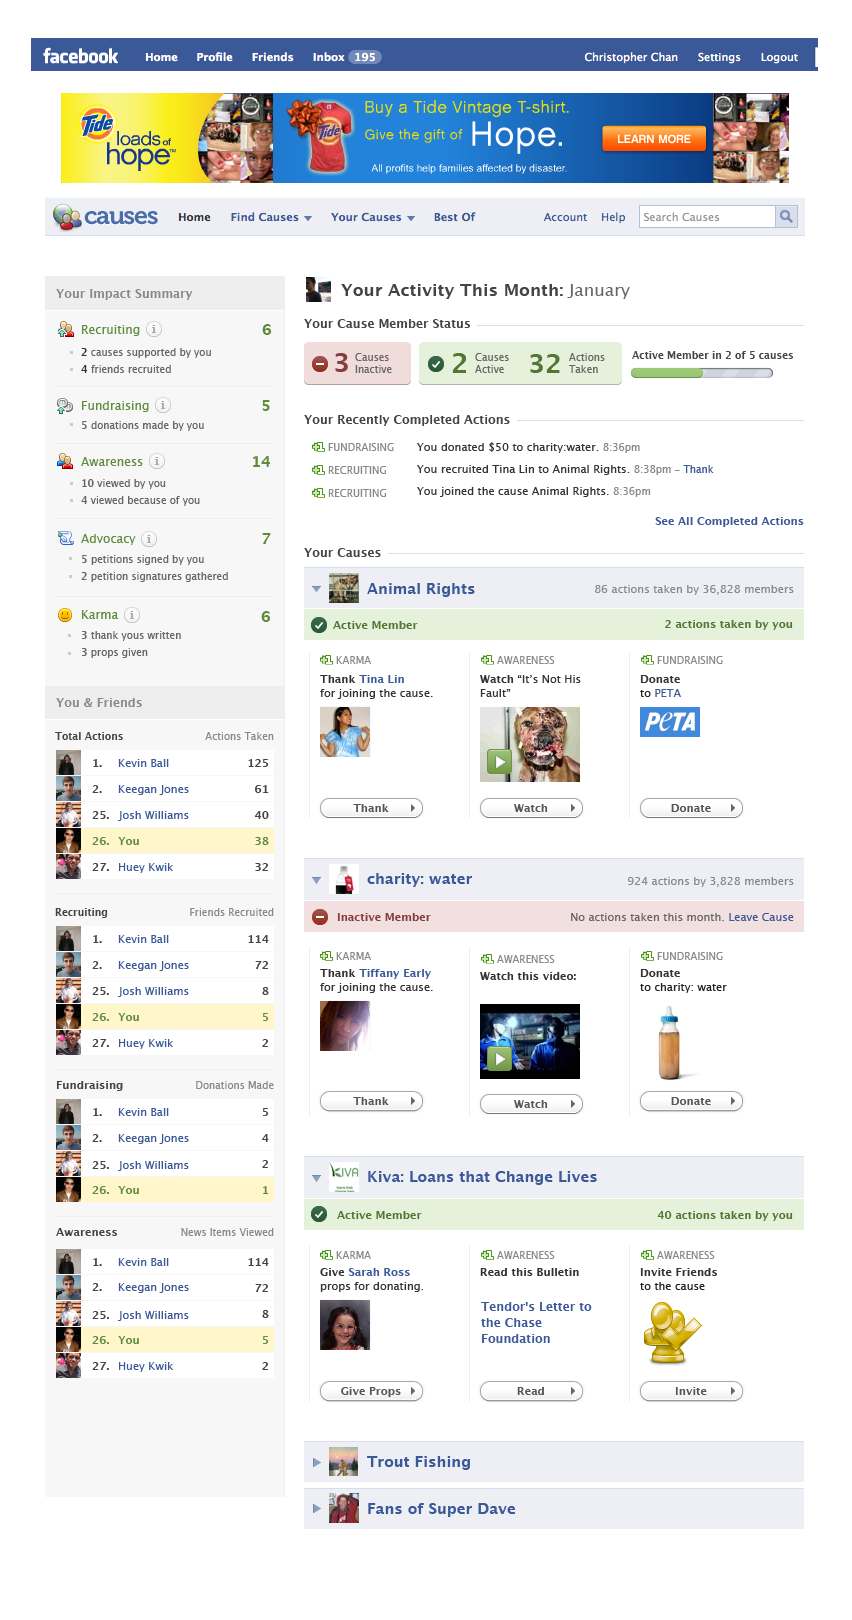 facebook Home Profile Friends Inbox 195 Christopher Chan Settings Logout
Tide loads of hope™
Buy a Tide Vintage T-shirt.
Give the gift of Hope.
All profits help families affected by disaster.
LEARN MORE
causes Home Find Causes Your Causes Best Of Account Help Search Causes
Your Impact Summary
Recruiting i 6
2 causes supported by you
4 friends recruited
Fundraising i 5
5 donations made by you
Awareness i 14
10 viewed by you
4 viewed because of you
Advocacy i 7
5 petitions signed by you
2 petition signatures gathered
Karma i 6
3 thank yous written
3 props given
You & Friends
Total Actions Actions Taken
1. Kevin Ball 125
2. Keegan Jones 61
25. Josh Williams 40
26. You 38
27. Huey Kwik 32
Recruiting Friends Recruited
1. Kevin Ball 114
2. Keegan Jones 72
25. Josh Williams 8
26. You 5
27. Huey Kwik 2
Fundraising Donations Made
1. Kevin Ball 5
2. Keegan Jones 4
25. Josh Williams 2
26. You 1
Awareness News Items Viewed
1. Kevin Ball 114
2. Keegan Jones 72
25. Josh Williams 8
26. You 5
27. Huey Kwik 2
Your Activity This Month: January
Your Cause Member Status
3 Causes Inactive
2 Causes Active
32 Actions Taken
Active Member in 2 of 5 causes
Your Recently Completed Actions
FUNDRAISING You donated $50 to charity:water. 8:36pm
RECRUITING You recruited Tina Lin to Animal Rights. 8:38pm – Thank
RECRUITING You joined the cause Animal Rights. 8:36pm
See All Completed Actions
Your Causes
Animal Rights 86 actions taken by 36,828 members
Active Member 2 actions taken by you
KARMA
Thank Tina Lin
for joining the cause.
Thank
AWARENESS
Watch “It’s Not His
Fault”
Watch
FUNDRAISING
Donate
to PETA
PETA
Donate
charity: water 924 actions by 3,828 members
Inactive Member No actions taken this month. Leave Cause
KARMA
Thank Tiffany Early
for joining the cause.
Thank
AWARENESS
Watch this video:
Watch
FUNDRAISING
Donate
to charity: water
Donate
KIVA
Kiva: Loans that Change Lives
Active Member 40 actions taken by you
KARMA
Give Sarah Ross
props for donating.
Give Props
AWARENESS
Read this Bulletin
Tendor's Letter to
the Chase
Foundation
Read
AWARENESS
Invite Friends
to the cause
Invite
Trout Fishing
Fans of Super Dave